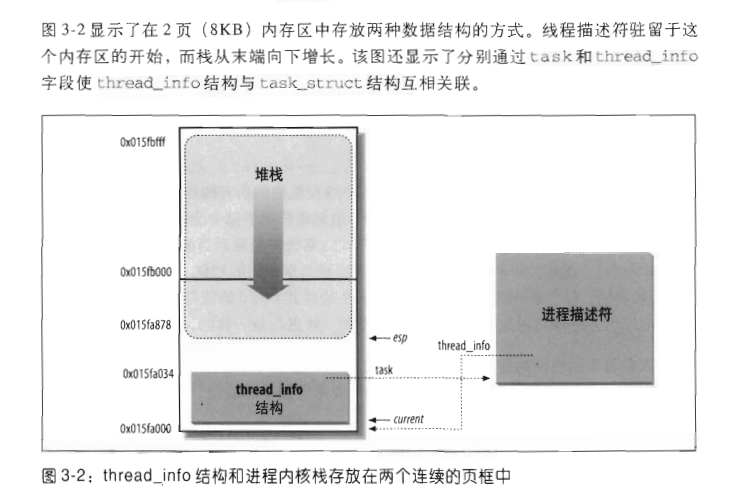 图 3-2 显示了在 2 页（8KB）内存区中存放两种数据结构的方式。线程描述符驻留于这
个内存区的开始，而栈从末端向下增长。该图还显示了分别通过 task 和 thread_info
字段使 thread_info 结构与 task_struct 结构互相关联。
0x015fbfff
堆栈
0x015fb000
进程描述符
0x015fa878
esp
thread_info
0x015fa034
task
thread_info
结构
current
0x015fa000
图 3-2：thread_info 结构和进程内核栈存放在两个连续的页框中